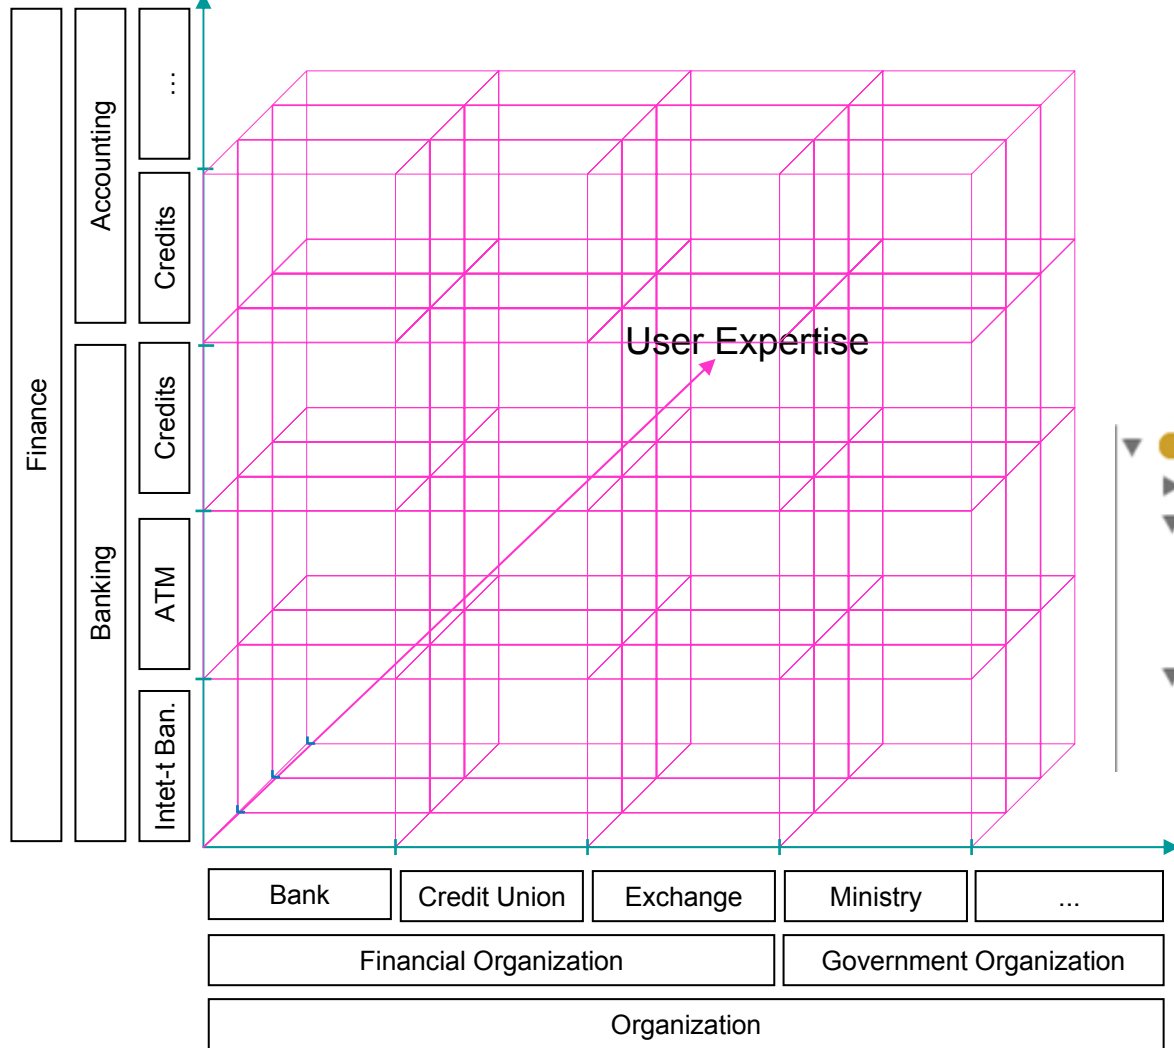 Finance
Accounting
Banking
...
Credits
Credits
ATM
Intet-t Ban.
User Expertise
Bank
Credit Union
Exchange
Ministry
...
Financial Organization
Government Organization
Organization